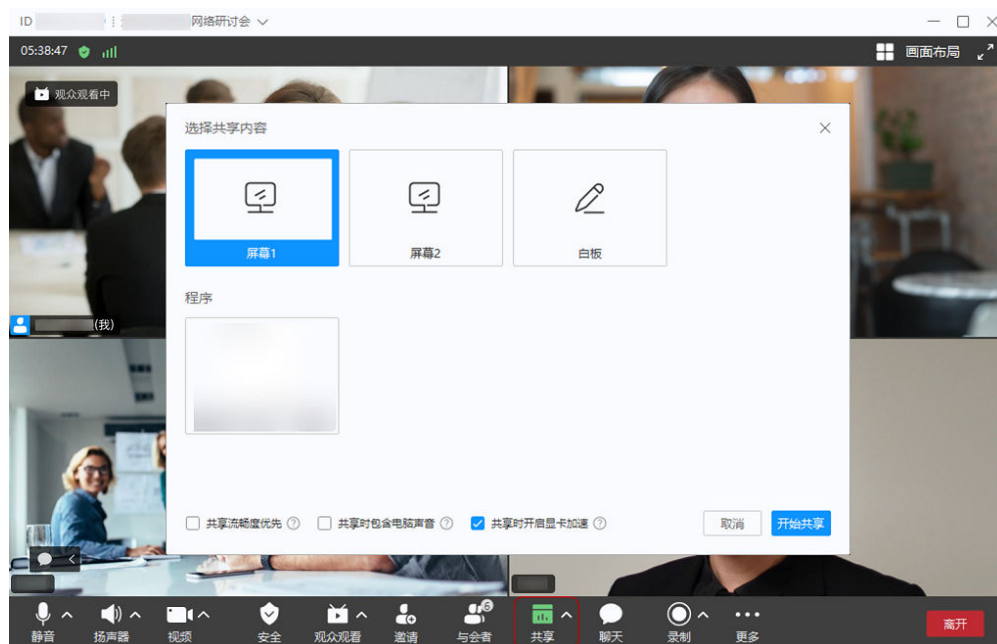 ID 网络研讨会
05:38:47 画面布局
观众观看中
选择共享内容
屏幕1 屏幕2 白板
程序
(我)
共享流畅度优先 ? 共享时包含电脑声音 ? 共享时开启显卡加速 ? 取消 开始共享
6
静音 扬声器 视频 安全 观众观看 邀请 与会者 共享 聊天 录制 更多 离开